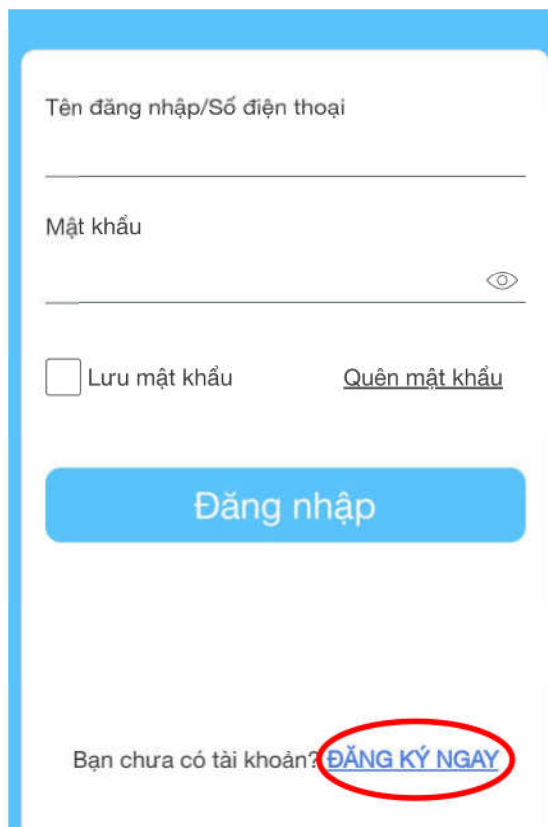 Tên đăng nhập/Số điện thoại
Mật khẩu
Lưu mật khẩu Quên mật khẩu
Đăng nhập
Bạn chưa có tài khoản? ĐĂNG KÝ NGAY